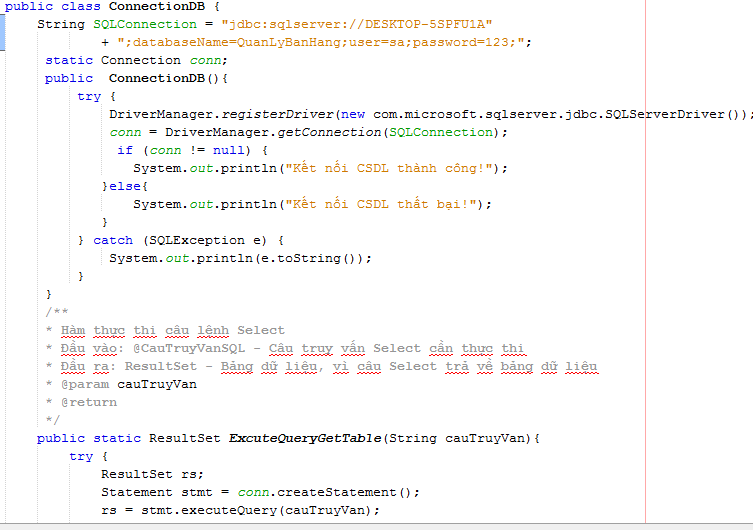 public class ConnectionDB {
String SQLConnection = "jdbc:sqlserver://DESKTOP-5SPFU1A"
+ ";databaseName=QuanLyBanHang;user=sa;password=123;";
static Connection conn;
public  ConnectionDB(){
try {
DriverManager.registerDriver(new com.microsoft.sqlserver.jdbc.SQLServerDriver());
conn = DriverManager.getConnection(SQLConnection);
if (conn != null) {
System.out.println("Kết nối CSDL thành công!");
}else{
System.out.println("Kết nối CSDL thất bại!");
}
} catch (SQLException e) {
System.out.println(e.toString());
}
}
/**
* Hàm thực thi câu lệnh Select
* Đầu vào: @CauTruyVanSQL - Câu truy vấn Select cần thực thi
* Đầu ra: ResultSet - Bảng dữ liệu, vì câu Select trả về bảng dữ liệu
* @param cauTruyVan
* @return
*/
public static ResultSet ExcuteQueryGetTable(String cauTruyVan){
try {
ResultSet rs;
Statement stmt = conn.createStatement();
rs = stmt.executeQuery(cauTruyVan);